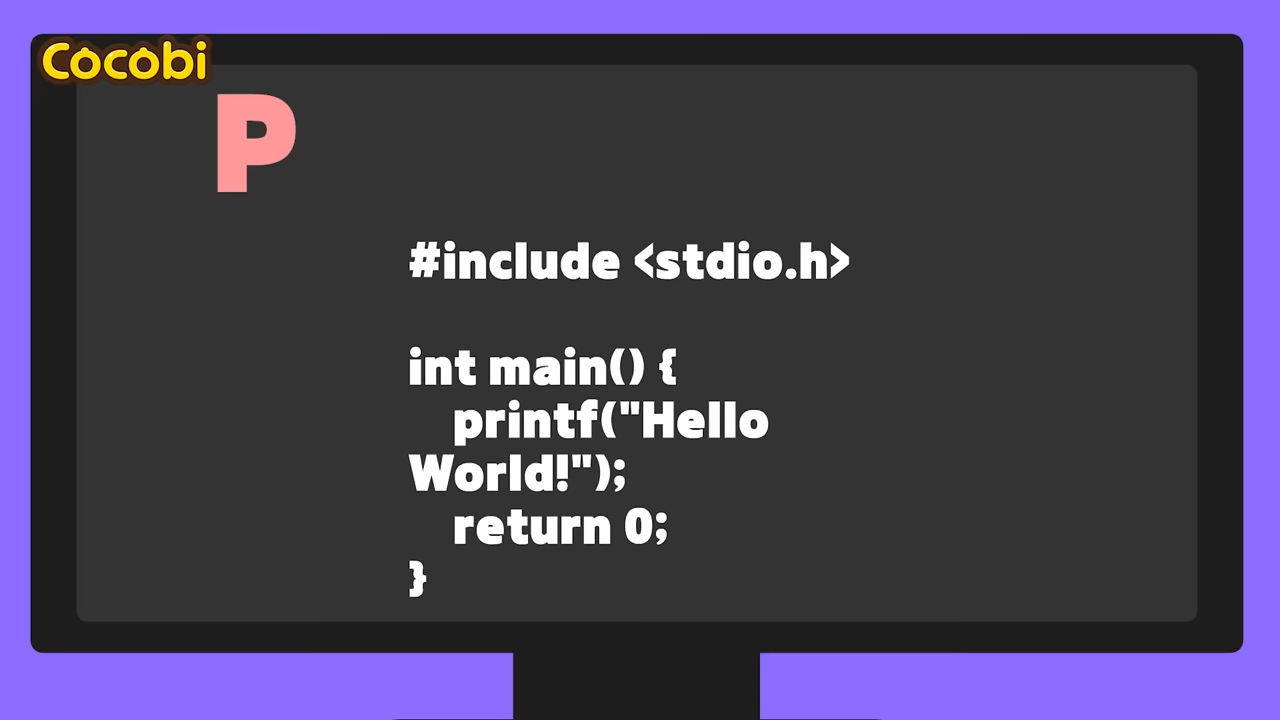 Cocobi
P
#include <stdio.h>
int main() {
    printf("Hello
World!");
    return 0;
}